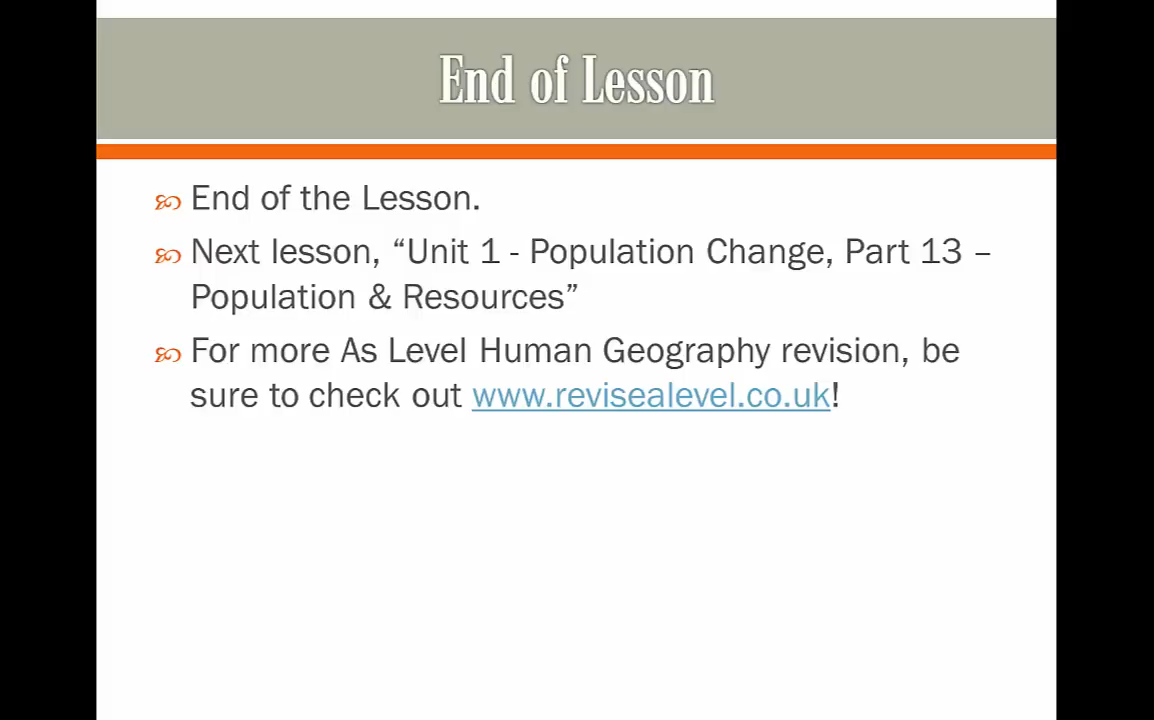 End of Lesson
End of the Lesson.
Next lesson, “Unit 1 - Population Change, Part 13 –
Population & Resources”
For more As Level Human Geography revision, be
sure to check out www.revisealevel.co.uk!